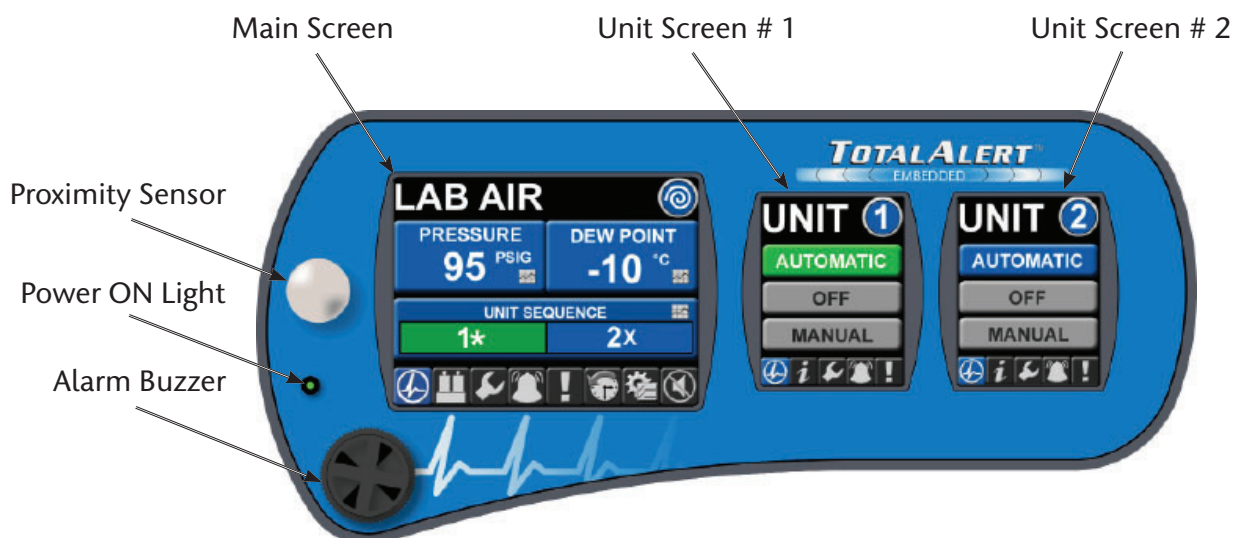 Main Screen
Unit Screen # 1
Unit Screen # 2
Proximity Sensor
Power ON Light
Alarm Buzzer
TOTALALERT™
EMBEDDED
LAB AIR
PRESSURE
95 PSIG
DEW POINT
-10 °C
UNIT SEQUENCE
1*
2x
UNIT 1
AUTOMATIC
OFF
MANUAL
i
!
UNIT 2
AUTOMATIC
OFF
MANUAL
i
!
!